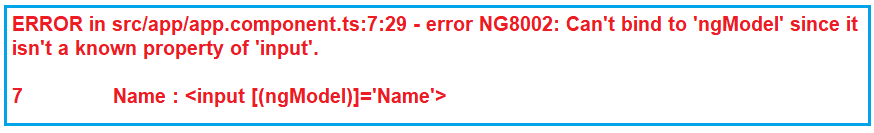 ERROR in src/app/app.component.ts:7:29 - error NG8002: Can't bind to 'ngModel' since it
isn't a known property of 'input'.
7 Name : <input [(ngModel)]='Name'>